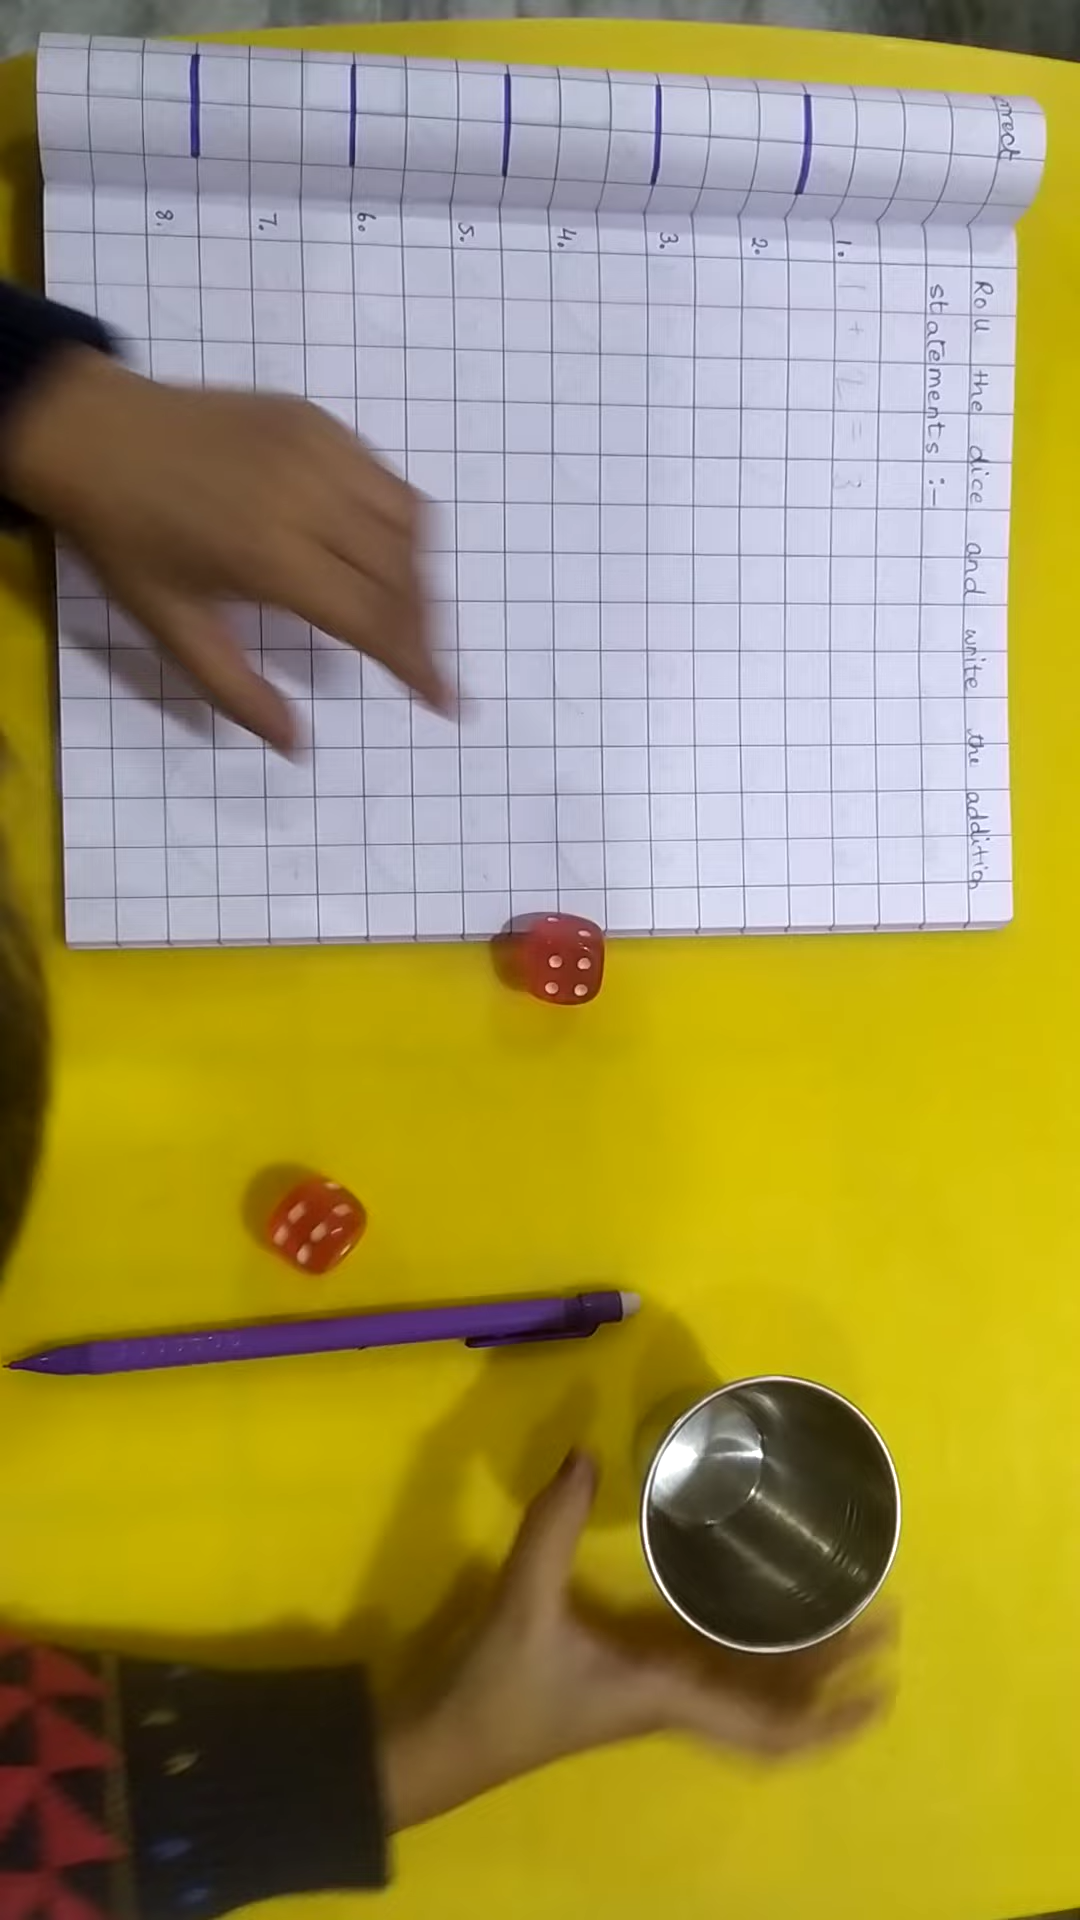 Roll the dice and write the addition
statements :-
1. 1 + 2 = 3
2.
3.
4.
5.
6.
7.
8.